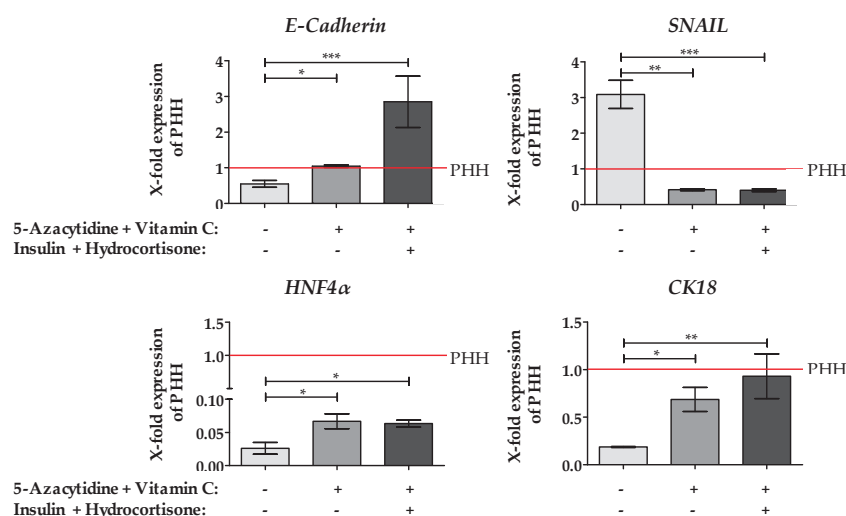 E-Cadherin
X-fold expression
of PHH
4
3
2
1
0
***
*
PHH
5-Azacytidine + Vitamin C: - + +
Insulin + Hydrocortisone: - - +
SNAIL
X-fold expression
of PHH
4
3
2
1
0
***
**
PHH
- + +
- - +
HNF4α
X-fold expression
of PHH
1.5
1.0
0.10
0.05
0.00
*
*
PHH
5-Azacytidine + Vitamin C: - + +
Insulin + Hydrocortisone: - - +
CK18
X-fold expression
of PHH
1.5
1.0
0.5
0.0
**
*
PHH
- + +
- - +